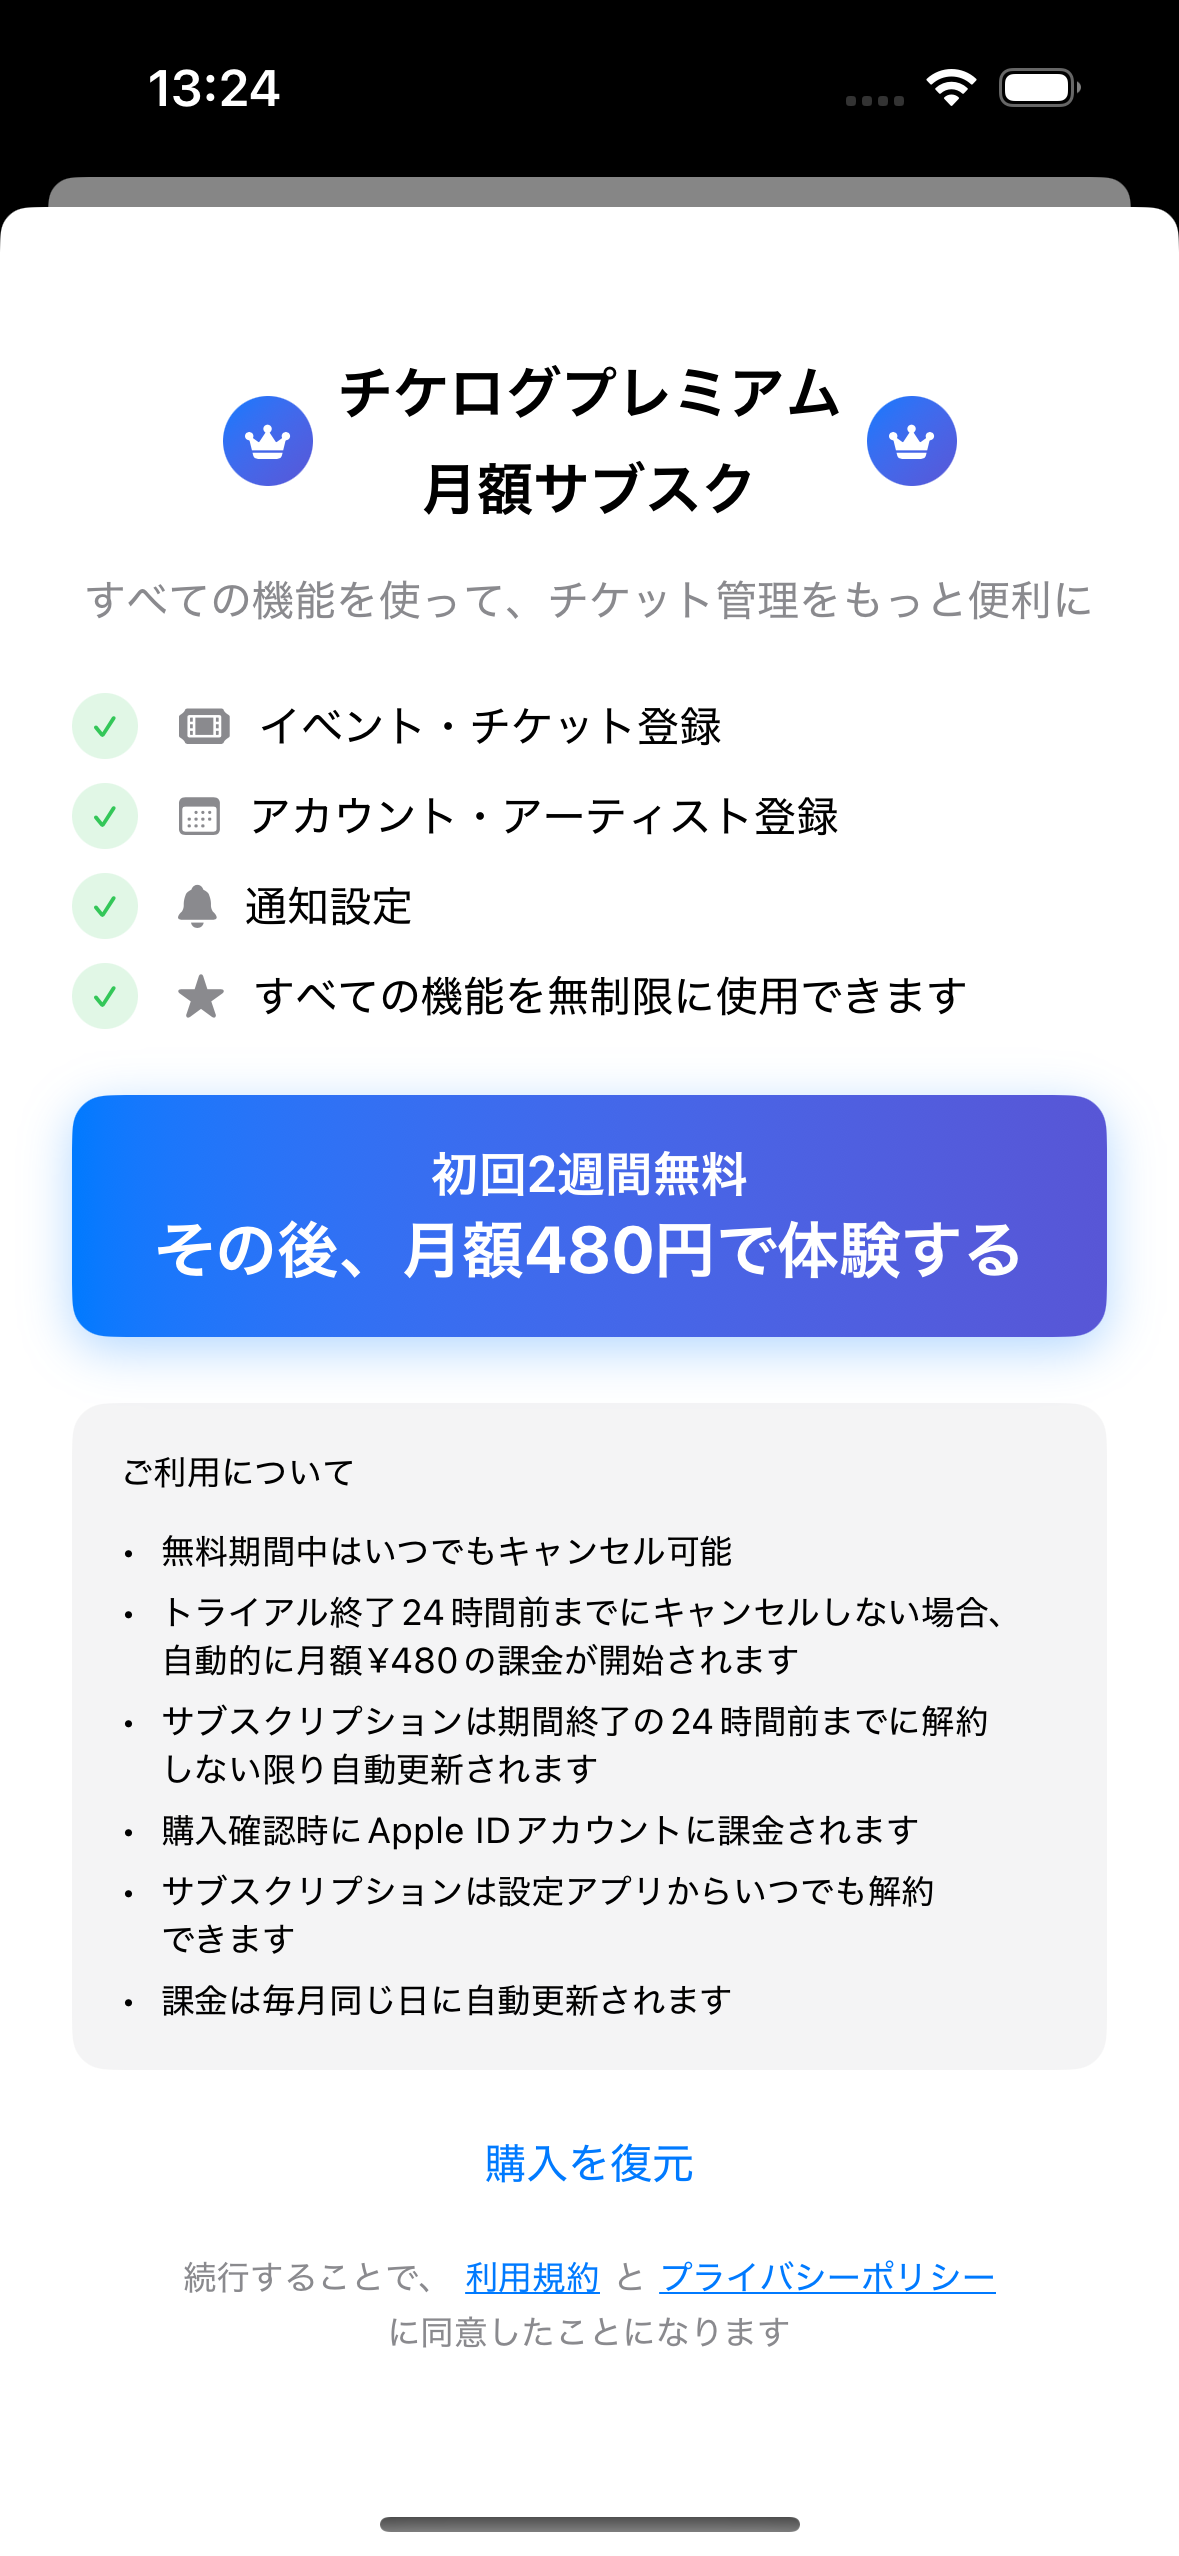 13:24
チケログプレミアム
月額サブスク
すべての機能を使って、チケット管理をもっと便利に
イベント・チケット登録
アカウント・アーティスト登録
通知設定
すべての機能を無制限に使用できます
初回2週間無料
その後、月額480円で体験する
ご利用について
・ 無料期間中はいつでもキャンセル可能
・ トライアル終了24時間前までにキャンセルしない場合、
自動的に月額¥480の課金が開始されます
・ サブスクリプションは期間終了の24時間前までに解約
しない限り自動更新されます
・ 購入確認時にApple IDアカウントに課金されます
・ サブスクリプションは設定アプリからいつでも解約
できます
・ 課金は毎月同じ日に自動更新されます
購入を復元
続行することで、 利用規約 と プライバシーポリシー
に同意したことになります